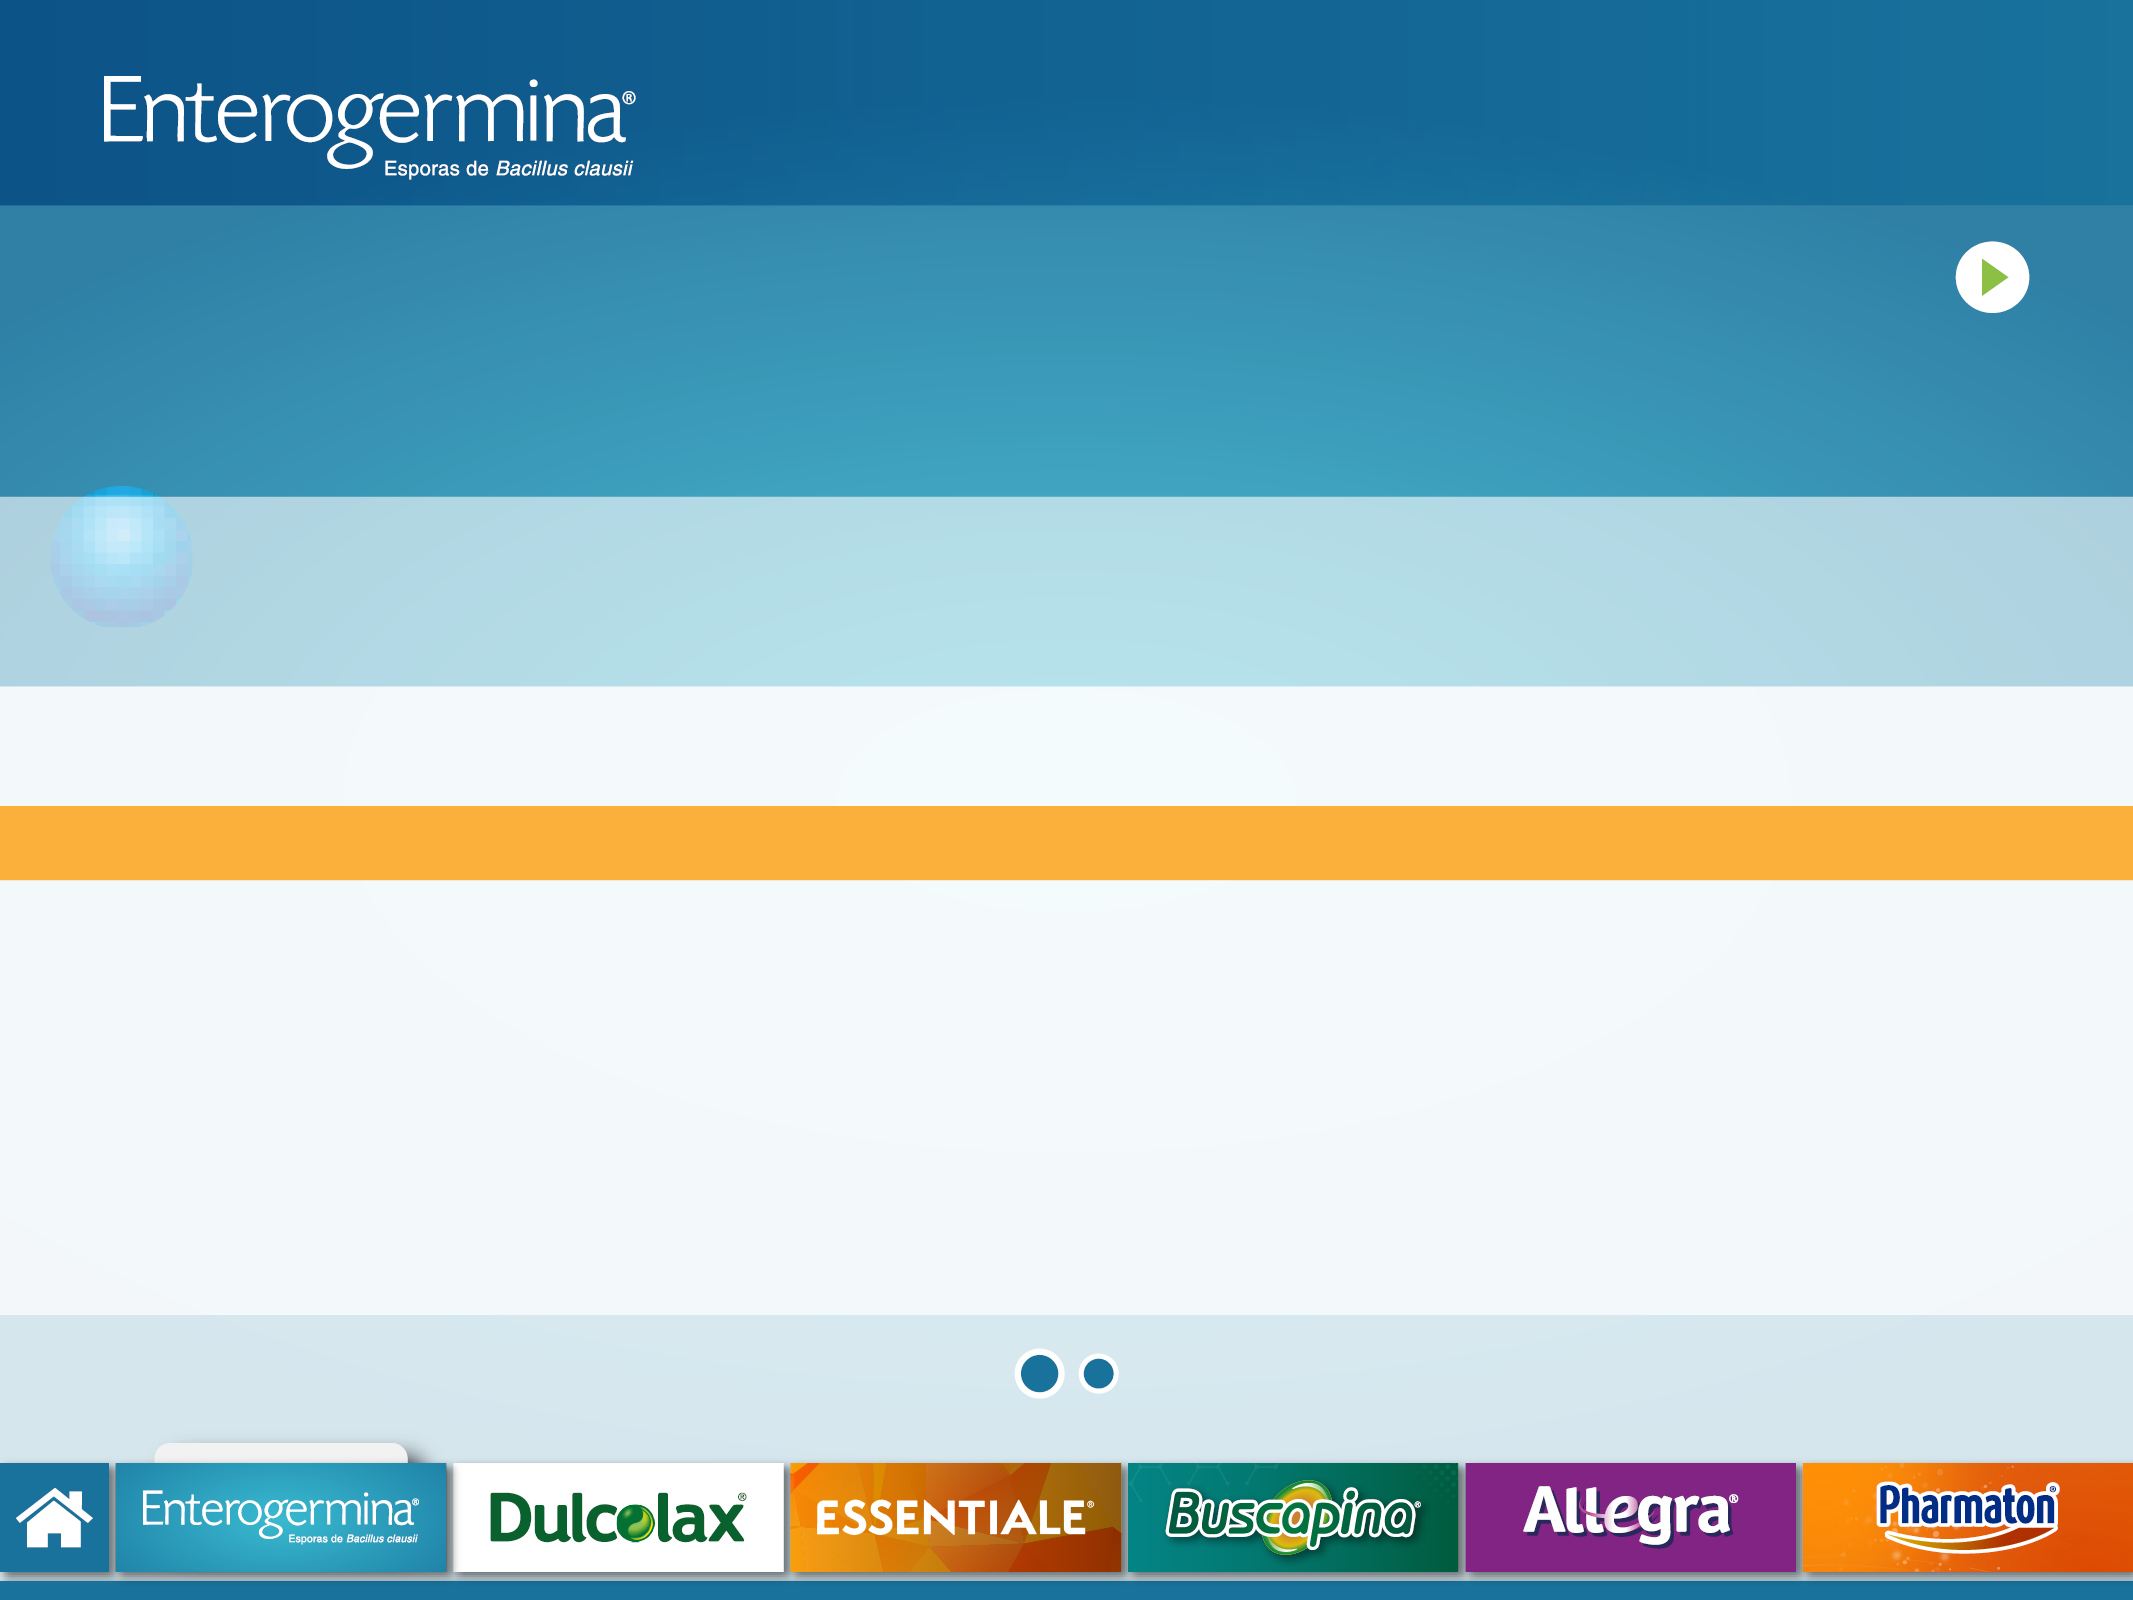 Enterogermina®
Esporas de Bacillus clausii
Enterogermina®
Esporas de Bacillus clausii
Dulcolax®
ESSENTIALE®
Buscapina®
Allegra®
Pharmaton®